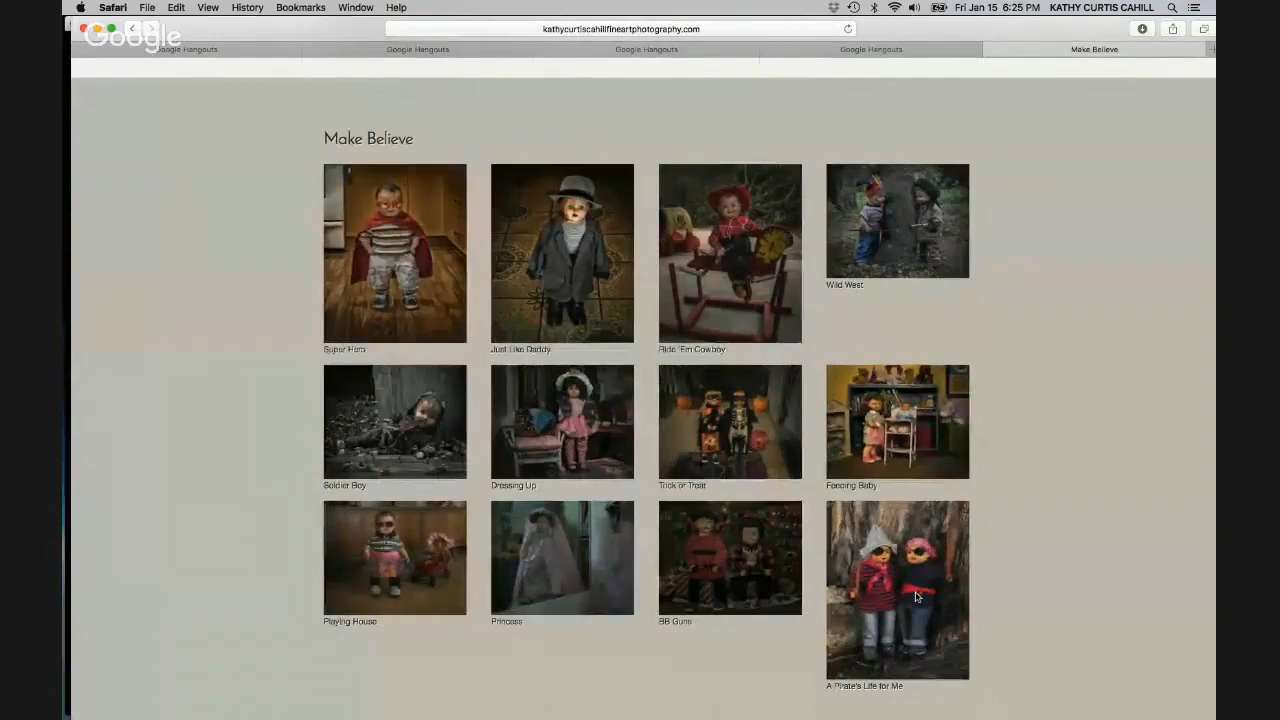 Safari File Edit View History Bookmarks Window Help Fri Jan 15 6:25 PM KATHY CURTIS CAHILL
Google
kathycurtiscahillfineartphotography.com
Google Hangouts Google Hangouts Google Hangouts Google Hangouts Make Believe
Make Believe
Wild West
Super Hero Just Like Daddy Ride 'Em Cowboy
Soldier Boy Dressing Up Trick or Treat Feeding Baby
Playing House Princess BB Guns
A Pirate's Life for Me